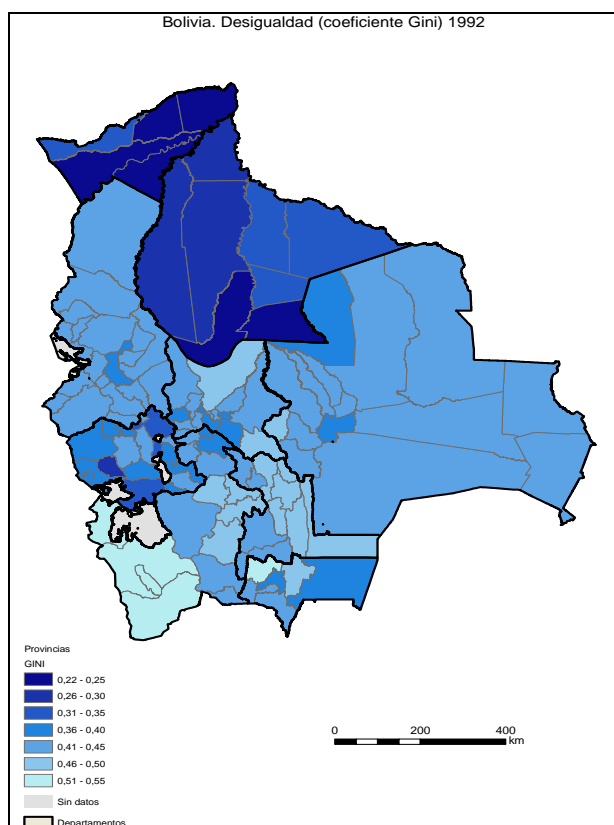 Bolivia. Desigualdad (coeficiente Gini) 1992
Provincias
GINI
0,22 - 0,25
0,26 - 0,30
0,31 - 0,35
0,36 - 0,40
0,41 - 0,45
0,46 - 0,50
0,51 - 0,55
Sin datos
Departamentos
0 200 400
km